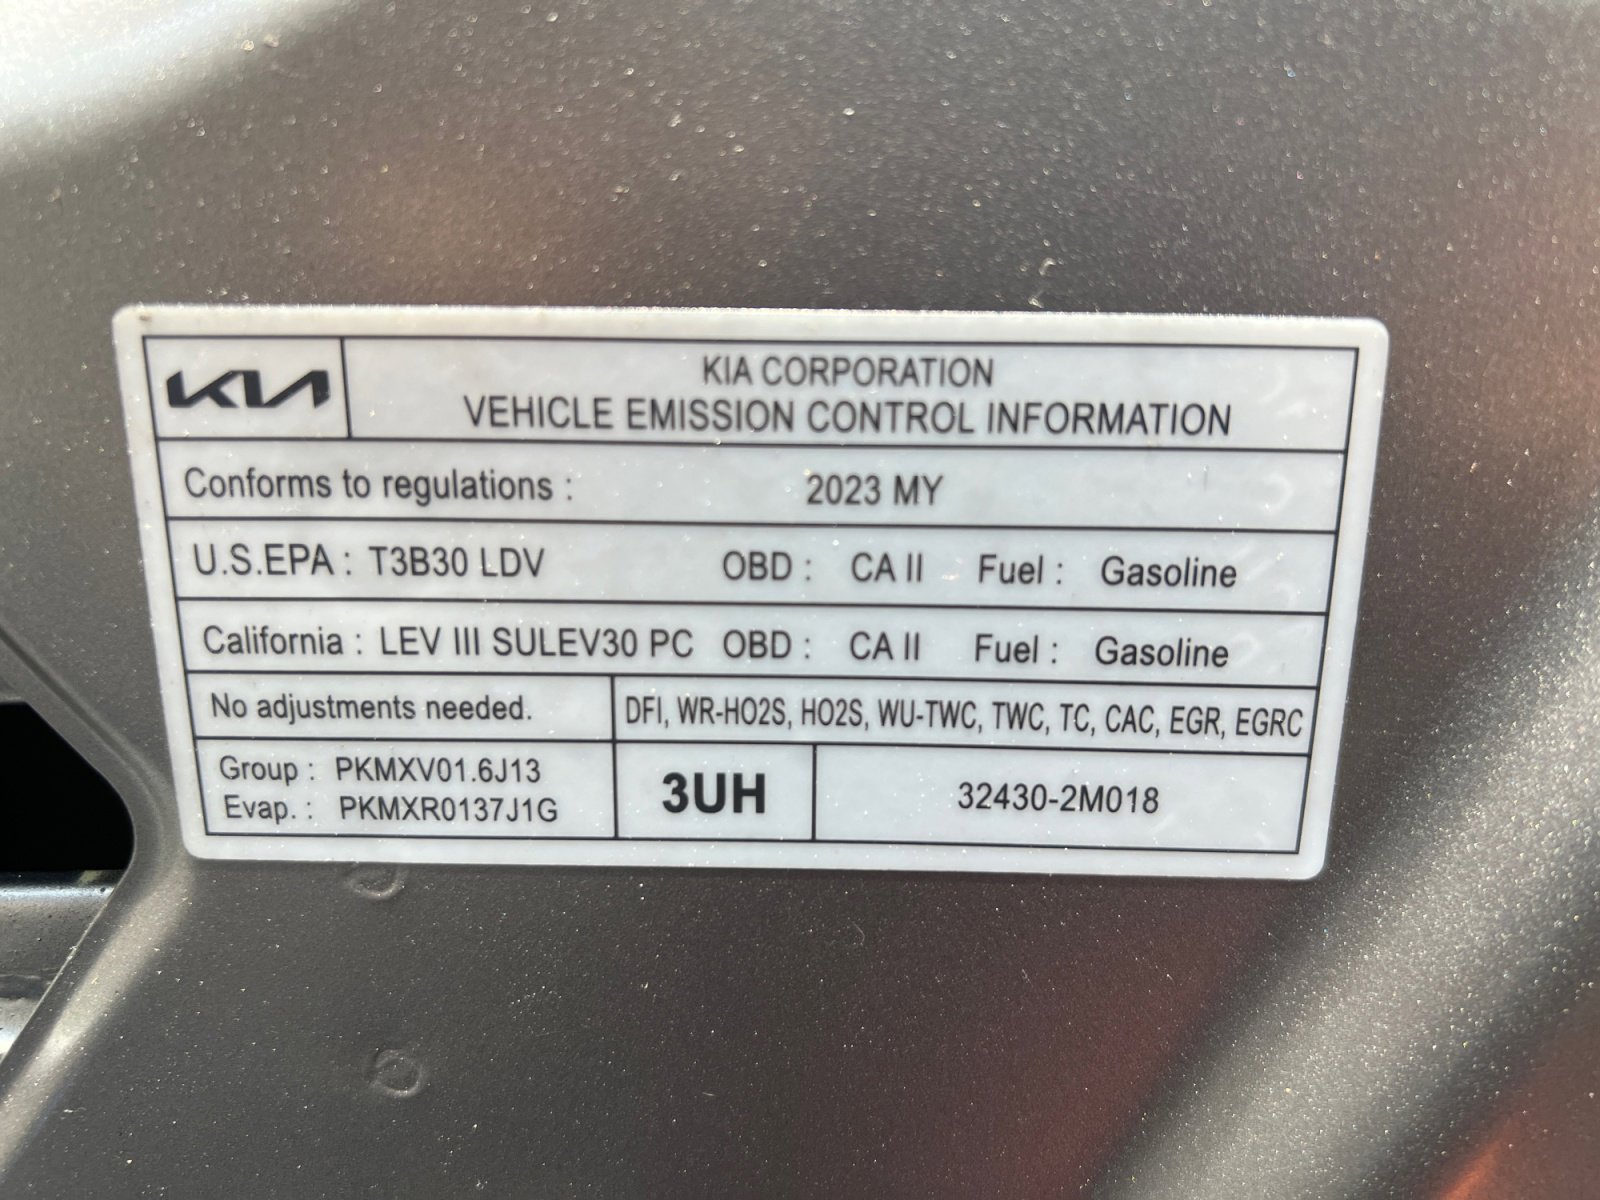 KIA KIA CORPORATION
VEHICLE EMISSION CONTROL INFORMATION
Conforms to regulations : 2023 MY
U.S.EPA : T3B30 LDV OBD : CA II Fuel : Gasoline
California : LEV III SULEV30 PC OBD : CA II Fuel : Gasoline
No adjustments needed. DFI, WR-HO2S, HO2S, WU-TWC, TWC, TC, CAC, EGR, EGRC
Group : PKMXV01.6J13
Evap. : PKMXR0137J1G
3UH
32430-2M018